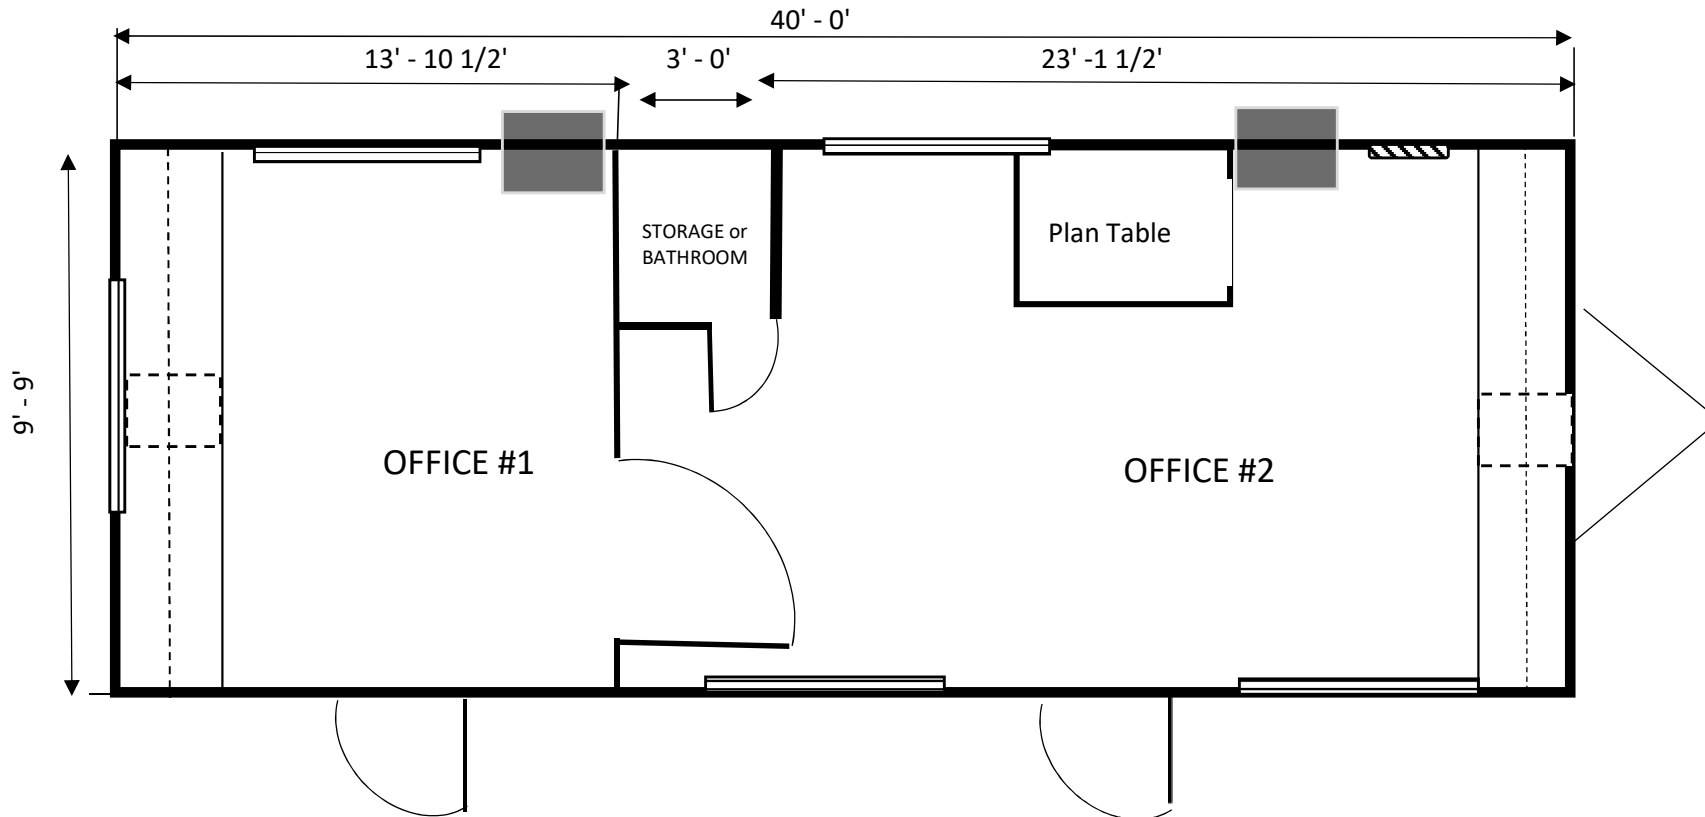 40' - 0'
13' - 10 1/2'
3' - 0'
23' -1 1/2'
STORAGE or
BATHROOM
Plan Table
9' - 9'
OFFICE #1
OFFICE #2